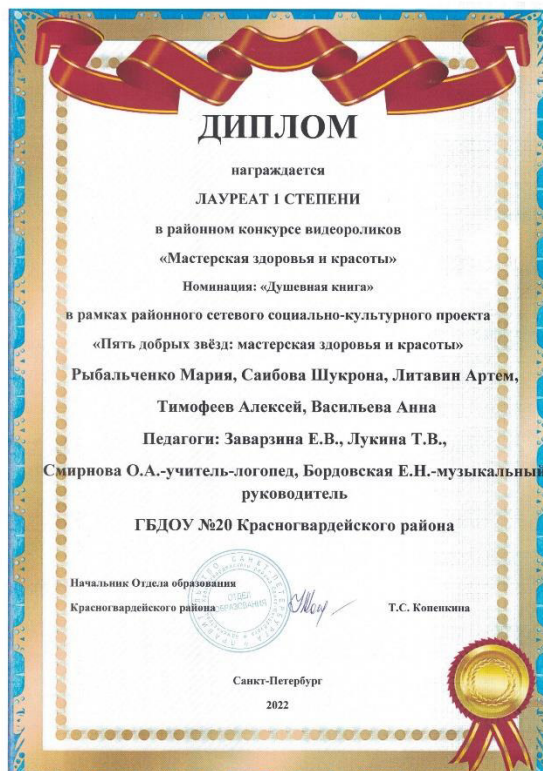 ДИПЛОМ
награждается
ЛАУРЕАТ 1 СТЕПЕНИ
в районном конкурсе видеороликов
«Мастерская здоровья и красоты»
Номинация: «Душевная книга»
в рамках районного сетевого социально-культурного проекта
«Пять добрых звёзд: мастерская здоровья и красоты»
Рыбальченко Мария, Саибова Шукрона, Литавин Артем,
Тимофеев Алексей, Васильева Анна
Педагоги: Заварзина Е.В., Лукина Т.В.,
Смирнова О.А.-учитель-логопед, Бордовская Е.Н.-музыкальный
руководитель
ГБДОУ №20 Красногвардейского района
Начальник Отдела образования
Красногвардейского района
Т.С. Копенкина
ОТДЕЛ
ОБРАЗОВАНИЯ
Санкт-Петербург
2022